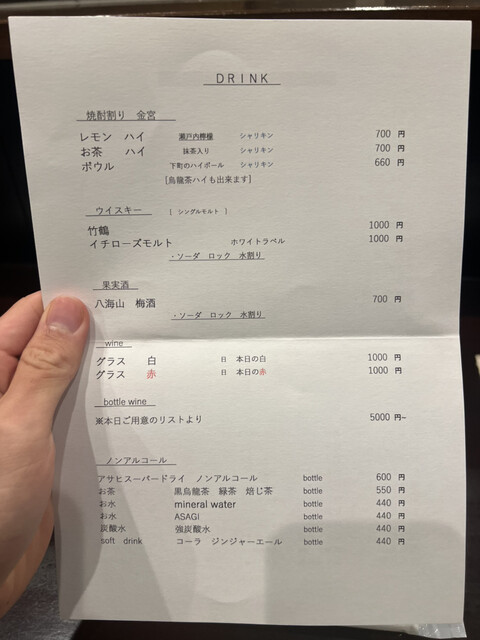 DRINK
焼酎割り 金宮
レモン ハイ 瀬戸内檸檬 シャリキン 700 円
お茶 ハイ 抹茶入り シャリキン 700 円
ボウル 下町のハイボール シャリキン 660 円
[烏龍茶ハイも出来ます]
ウイスキー [ シングルモルト ]
竹鶴 1000 円
イチローズモルト ホワイトラベル 1000 円
・ソーダ ロック 水割り
果実酒
八海山 梅酒 700 円
・ソーダ ロック 水割り
wine
グラス 白 日 本日の白 1000 円
グラス 赤 日 本日の赤 1000 円
bottle wine
※本日ご用意のリストより 5000 円~
ノンアルコール
アサヒスーパードライ ノンアルコール bottle 600 円
お茶 黒烏龍茶 緑茶 焙じ茶 bottle 550 円
お水 mineral water bottle 440 円
お水 ASAGI bottle 440 円
炭酸水 強炭酸水 bottle 440 円
soft drink コーラ ジンジャーエール bottle 440 円